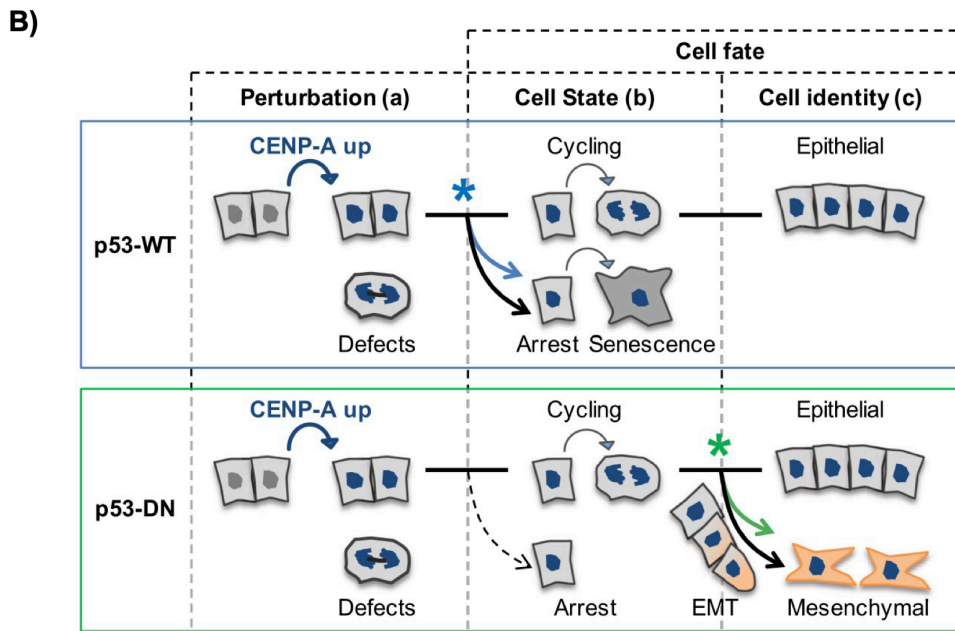 B)
Cell fate
Perturbation (a) Cell State (b) Cell identity (c)
CENP-A up Cycling Epithelial
*
p53-WT
Defects Arrest Senescence
CENP-A up Cycling Epithelial
*
p53-DN
Defects Arrest EMT Mesenchymal